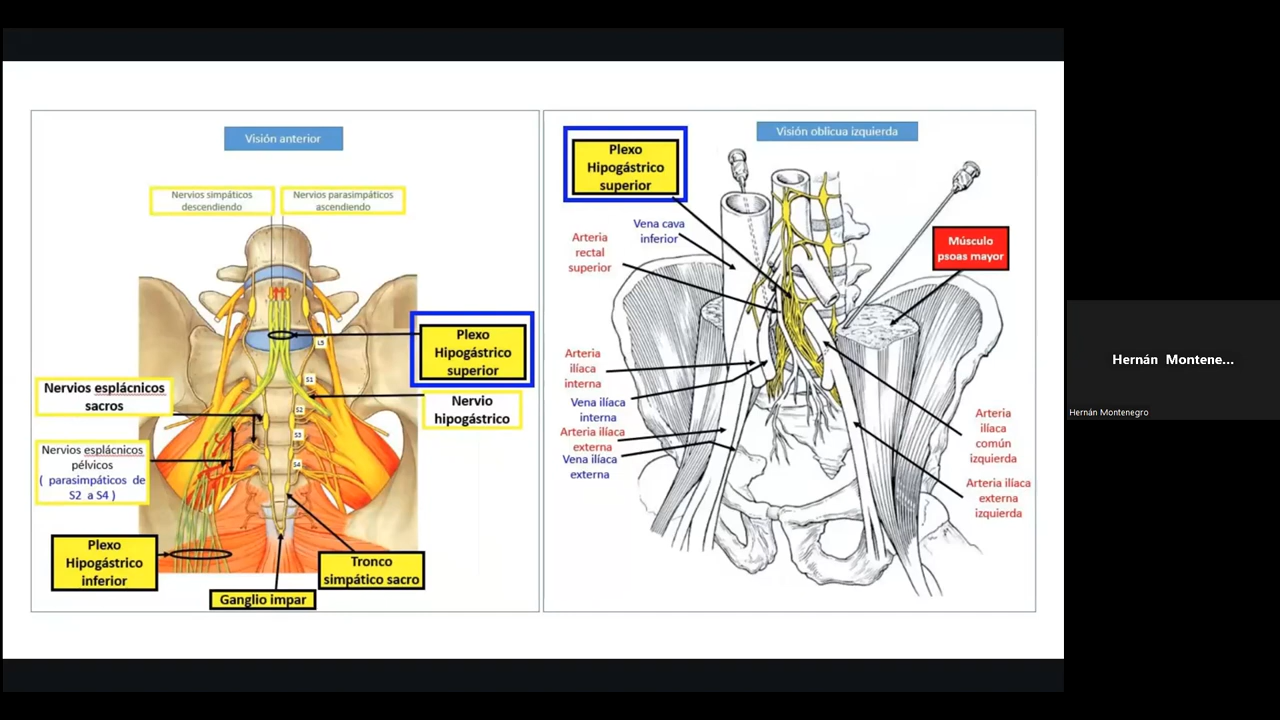 Visión anterior
Nervios simpáticos
descendiendo
Nervios parasimpáticos
ascendiendo
L5
S1
S2
S3
S4
Plexo
Hipogástrico
superior
Nervios esplácnicos
sacros
Nervio
hipogástrico
Nervios esplácnicos
pélvicos
( parasimpáticos de
S2 a S4 )
Plexo
Hipogástrico
inferior
Tronco
simpático sacro
Ganglio impar
Visión oblicua izquierda
Plexo
Hipogástrico
superior
Vena cava
inferior
Arteria
rectal
superior
Músculo
psoas mayor
Arteria
ilíaca
interna
Vena ilíaca
interna
Arteria ilíaca
externa
Vena ilíaca
externa
Arteria
ilíaca
común
izquierda
Arteria ilíaca
externa
izquierda
Hernán Montene...
Hernán Montenegro